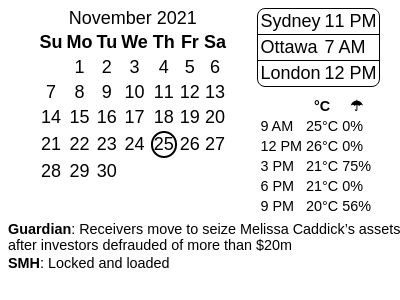 November 2021
Su Mo Tu We Th Fr Sa
1 2 3 4 5 6
7 8 9 10 11 12 13
14 15 16 17 18 19 20
21 22 23 24 25 26 27
28 29 30
Sydney 11 PM
Ottawa 7 AM
London 12 PM
°C ☂
9 AM 25°C 0%
12 PM 26°C 0%
3 PM 21°C 75%
6 PM 21°C 0%
9 PM 20°C 56%
Guardian: Receivers move to seize Melissa Caddick’s assets
after investors defrauded of more than $20m
SMH: Locked and loaded